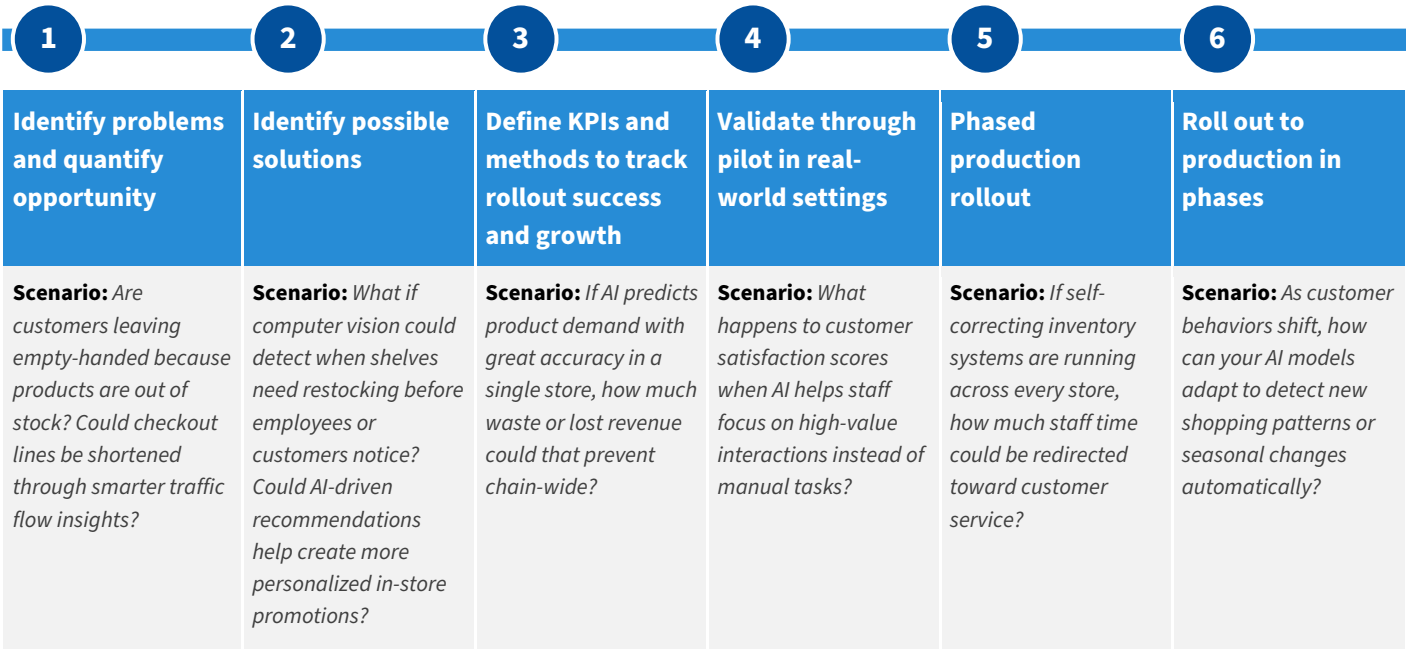 1
2
3
4
5
6
Identify problems
and quantify
opportunity
Identify possible
solutions
Define KPIs and
methods to track
rollout success
and growth
Validate through
pilot in real-
world settings
Phased
production
rollout
Roll out to
production in
phases
Scenario: Are
customers leaving
empty-handed because
products are out of
stock? Could checkout
lines be shortened
through smarter traffic
flow insights?
Scenario: What if
computer vision could
detect when shelves
need restocking before
employees or
customers notice?
Could AI-driven
recommendations
help create more
personalized in-store
promotions?
Scenario: If AI predicts
product demand with
great accuracy in a
single store, how much
waste or lost revenue
could that prevent
chain-wide?
Scenario: What
happens to customer
satisfaction scores
when AI helps staff
focus on high-value
interactions instead of
manual tasks?
Scenario: If self-
correcting inventory
systems are running
across every store,
how much staff time
could be redirected
toward customer
service?
Scenario: As customer
behaviors shift, how
can your AI models
adapt to detect new
shopping patterns or
seasonal changes
automatically?